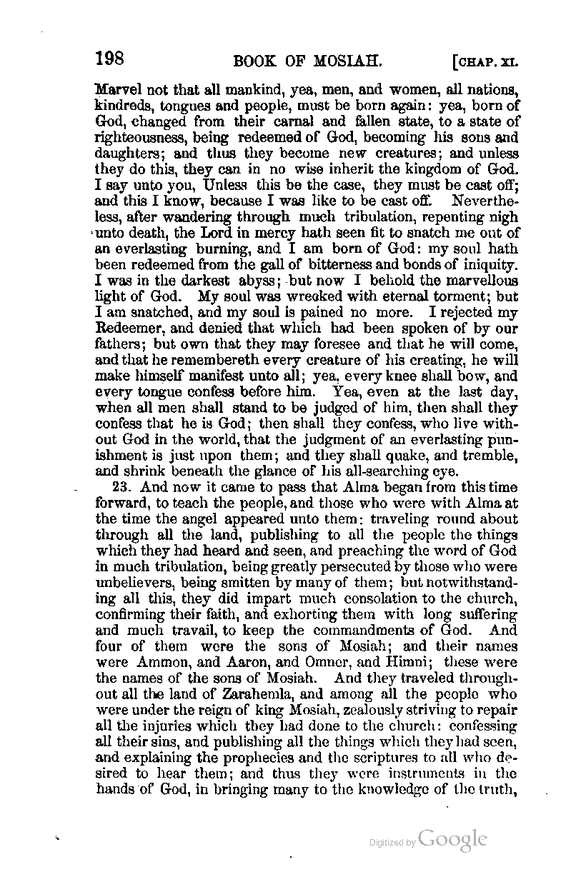 198 BOOK OF MOSIAH. [CHAP. XI.
Marvel not that all mankind, yea, men, and women, all nations,
kindreds, tongues and people, must be born again: yea, born of
God, changed from their carnal and fallen state, to a state of
righteousness, being redeemed of God, becoming his sons and
daughters; and thus they become new creatures; and unless
they do this, they can in no wise inherit the kingdom of God.
I say unto you, Unless this be the case, they must be cast off;
and this I know, because I was like to be cast off. Neverthe-
less, after wandering through much tribulation, repenting nigh
unto death, the Lord in mercy hath seen fit to snatch me out of
an everlasting burning, and I am born of God: my soul hath
been redeemed from the gall of bitterness and bonds of iniquity.
I was in the darkest abyss; but now I behold the marvellous
light of God. My soul was wrecked with eternal torment; but
I am snatched, and my soul is pained no more. I rejected my
Redeemer, and denied that which had been spoken of by our
fathers; but own that they may foresee and that he will come,
and that he remembereth every creature of his creating, he will
make himself manifest unto all; yea, every knee shall bow, and
every tongue confess before him. Yea, even at the last day,
when all men shall stand to be judged of him, then shall they
confess that he is God; then shall they confess, who live with-
out God in the world, that the judgment of an everlasting pun-
ishment is just upon them; and they shall quake, and tremble,
and shrink beneath the glance of his all-searching eye.
23. And now it came to pass that Alma began from this time
forward, to teach the people, and those who were with Alma at
the time the angel appeared unto them: traveling round about
through all the land, publishing to all the people the things
which they had heard and seen, and preaching the word of God
in much tribulation, being greatly persecuted by those who were
unbelievers, being smitten by many of them; but notwithstand-
ing all this, they did impart much consolation to the church,
confirming their faith, and exhorting them with long suffering
and much travail, to keep the commandments of God. And
four of them were the sons of Mosiah; and their names
were Ammon, and Aaron, and Omner, and Himni; these were
the names of the sons of Mosiah. And they traveled through-
out all the land of Zarahemla, and among all the people who
were under the reign of king Mosiah, zealously striving to repair
all the injuries which they had done to the church: confessing
all their sins, and publishing all the things which they had seen,
and explaining the prophecies and the scriptures to all who de-
sired to hear them; and thus they were instruments in the
hands of God, in bringing many to the knowledge of the truth,
Digitized by Google